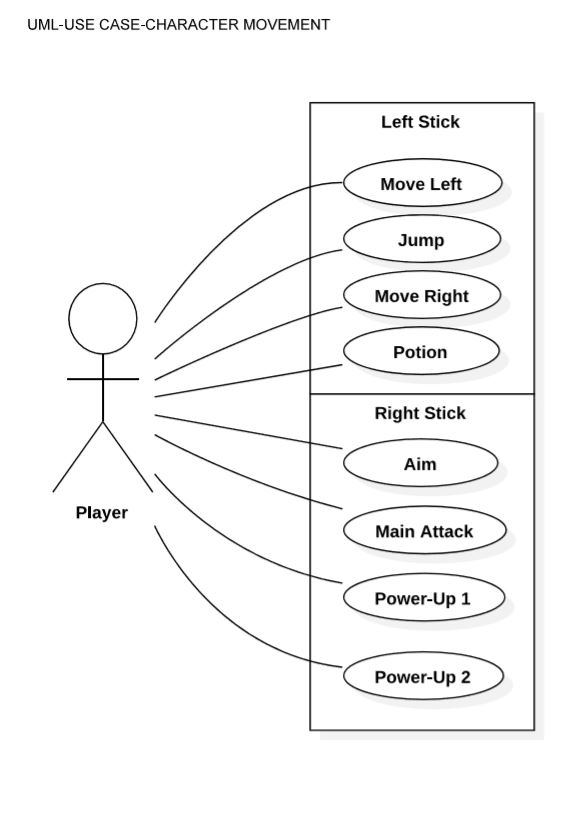 UML-USE CASE-CHARACTER MOVEMENT
Left Stick
Move Left
Jump
Move Right
Potion
Right Stick
Aim
Main Attack
Power-Up 1
Power-Up 2
Player